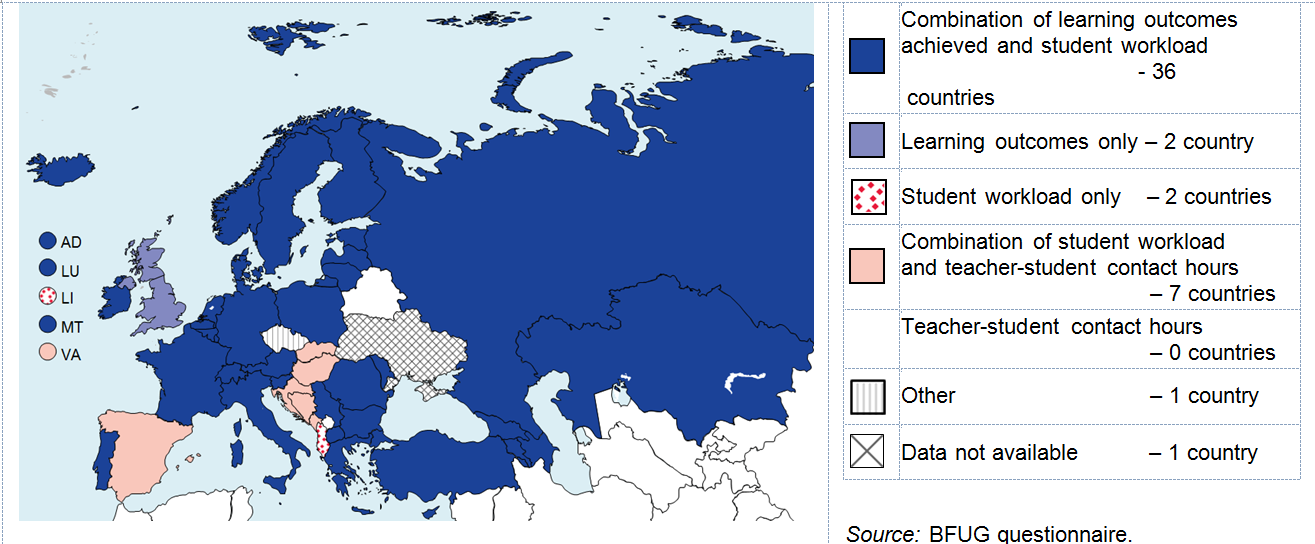 AD
LU
LI
MT
VA
Combination of learning outcomes
achieved and student workload
- 36
countries
Learning outcomes only – 2 country
Student workload only – 2 countries
Combination of student workload
and teacher-student contact hours
– 7 countries
Teacher-student contact hours
– 0 countries
Other – 1 country
Data not available – 1 country
Source: BFUG questionnaire.